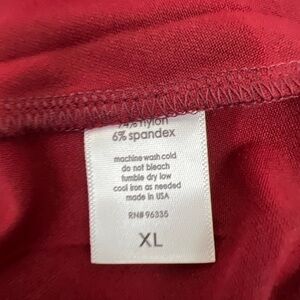 94% nylon
6% spandex
machine wash cold
do not bleach
tumble dry low
cool iron as needed
made in USA
RN# 96335
XL